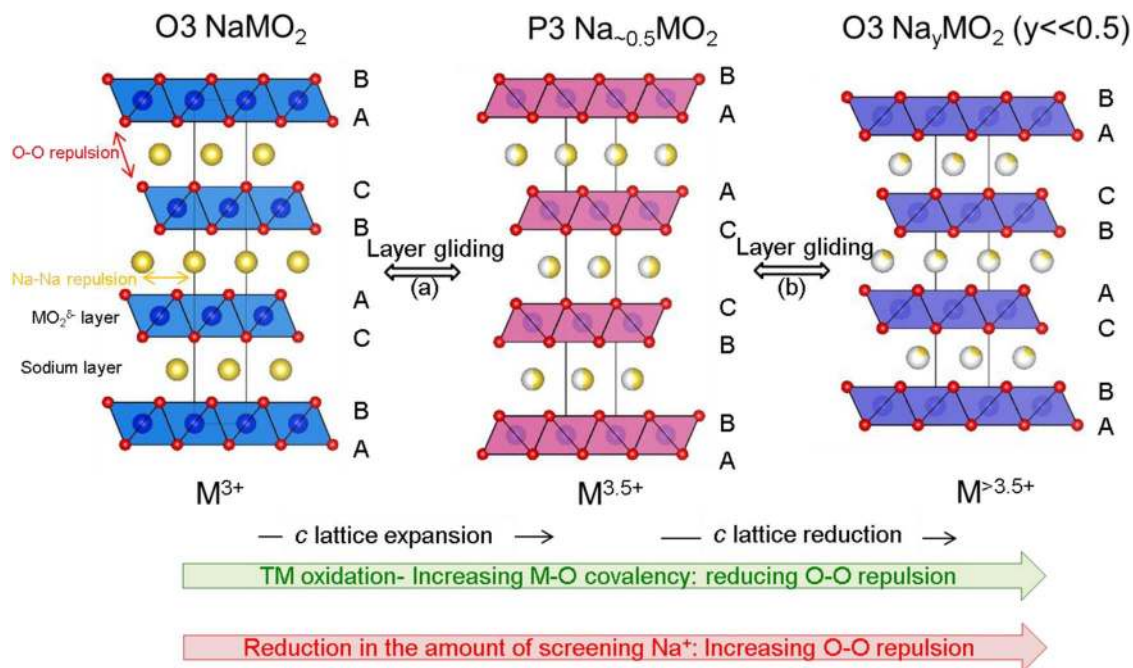 O3 NaMO₂
P3 Na~0.5MO₂
O3 NayMO₂ (y<<0.5)
B
A
C
B
A
C
B
A
O-O repulsion
Na-Na repulsion
MO₂δ- layer
Sodium layer
Layer gliding
(a)
B
A
A
C
C
B
B
A
Layer gliding
(b)
B
A
C
B
A
C
B
A
M3+
M3.5+
M>3.5+
c lattice expansion
c lattice reduction
TM oxidation- Increasing M-O covalency: reducing O-O repulsion
Reduction in the amount of screening Na⁺: Increasing O-O repulsion